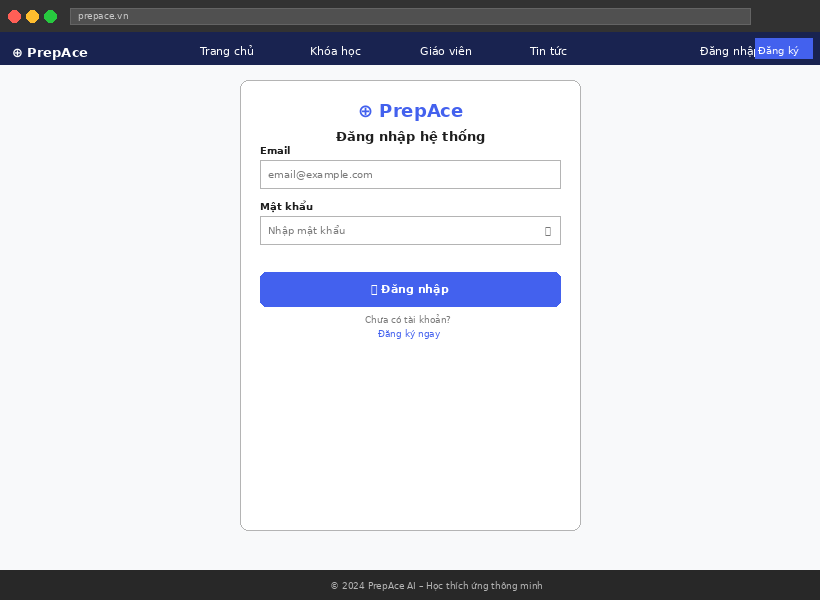 prepace.vn
⊕ PrepAce Trang chủ Khóa học Giáo viên Tin tức Đăng nhập Đăng ký
⊕ PrepAce
Đăng nhập hệ thống
Email
email@example.com
Mật khẩu
Nhập mật khẩu
Đăng nhập
Chưa có tài khoản?
Đăng ký ngay
© 2024 PrepAce AI – Học thích ứng thông minh